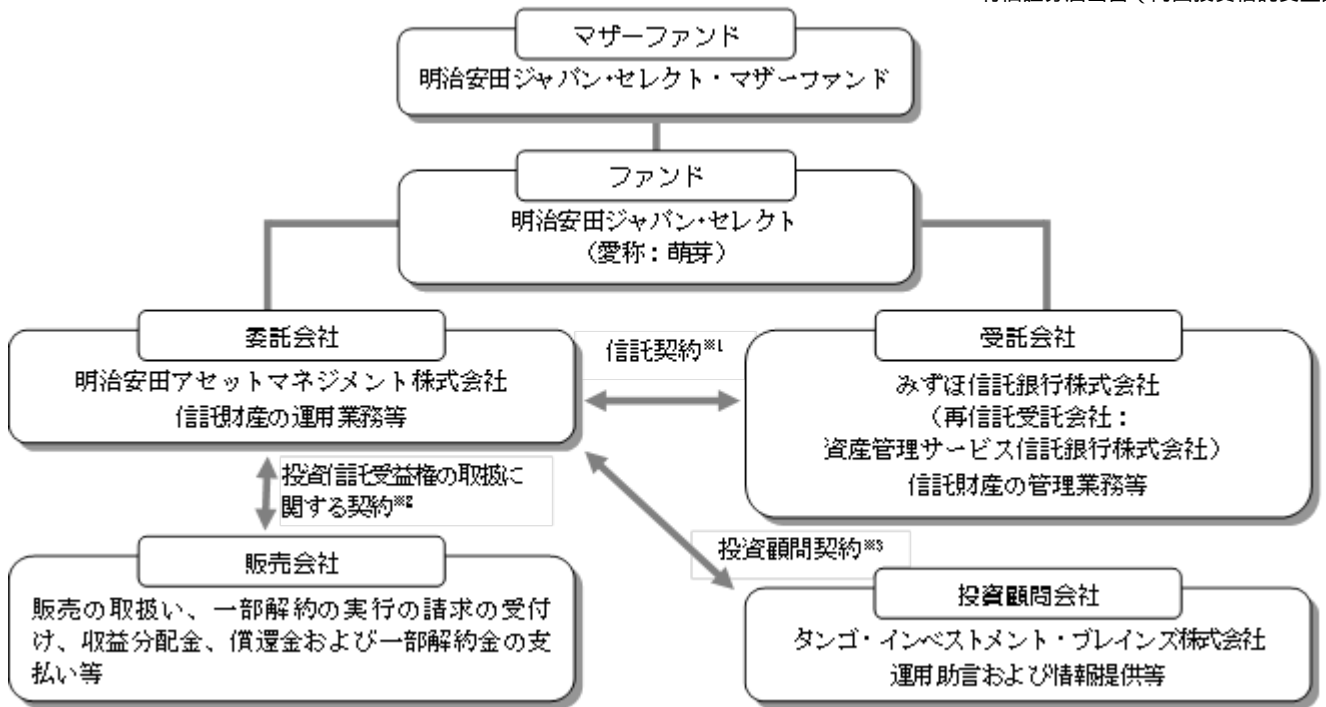 マザーファンド
明治安田ジャパン・セレクト・マザーファンド
ファンド
明治安田ジャパン・セレクト
（愛称：萌芽）
委託会社
明治安田アセットマネジメント株式会社
信託財産の運用業務等
信託契約※1
受託会社
みずほ信託銀行株式会社
（再信託受託会社：
資産管理サービス信託銀行株式会社）
信託財産の管理業務等
投資信託受益権の取扱に
関する契約※2
投資顧問契約※3
販売会社
販売の取扱い、一部解約の実行の請求の受付
け、収益分配金、償還金および一部解約金の支
払い等
投資顧問会社
タンゴ・インベストメント・ブレインズ株式会社
運用助言および情報提供等